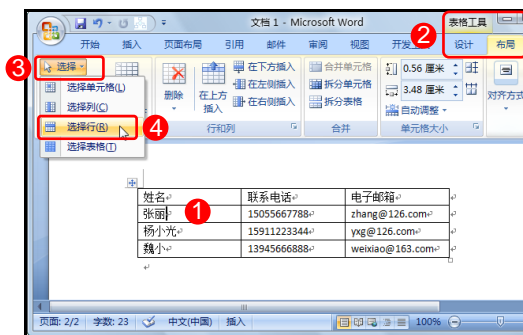 文档 1 - Microsoft Word
表格工具
2
开始 插入 页面布局 引用 邮件 审阅 视图 开发工 设计 布局
3
选择
选择单元格(L)
选择列(C)
选择行(R)
4
选择表格(T)
删除
在上方
插入
在下方插入
在左侧插入
在右侧插入
行和列
合并单元格
拆分单元格
拆分表格
合并
0.56 厘米
3.48 厘米
自动调整
单元格大小
对齐方式
姓名 联系电话 电子邮箱
张丽 1 15055667788 zhang@126.com
杨小光 15911223344 yxg@126.com
魏小 13945666888 weixiao@163.com
页面: 2/2 字数: 23 中文(中国) 插入 100%